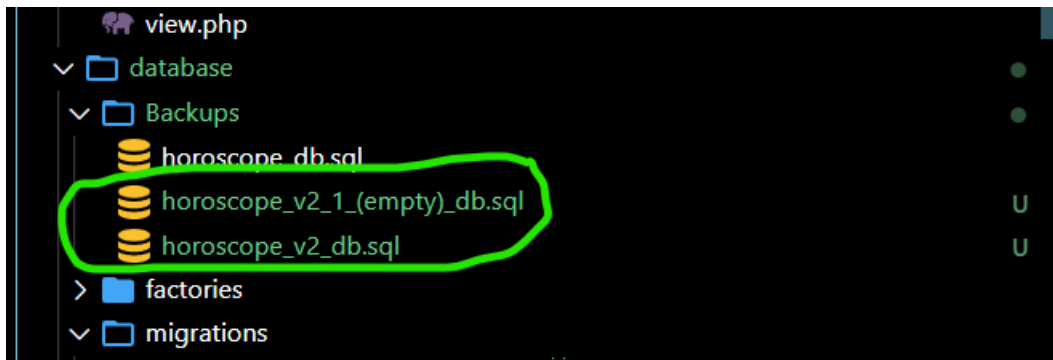 view.php
database
Backups
horoscope_db.sql
horoscope_v2_1_(empty)_db.sql U
horoscope_v2_db.sql U
factories
migrations